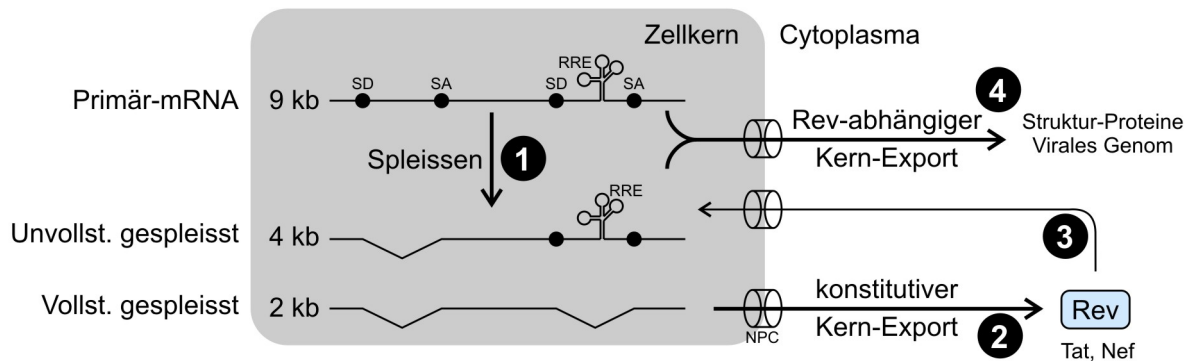 Zellkern
Cytoplasma
RRE
SD
SA
SD
SA
Primär-mRNA
9 kb
4
Rev-abhängiger
Kern-Export
Struktur-Proteine
Virales Genom
Spleissen
1
RRE
3
Unvollst. gespleisst
4 kb
Vollst. gespleisst
2 kb
NPC
konstitutiver
Kern-Export
2
Rev
Tat, Nef